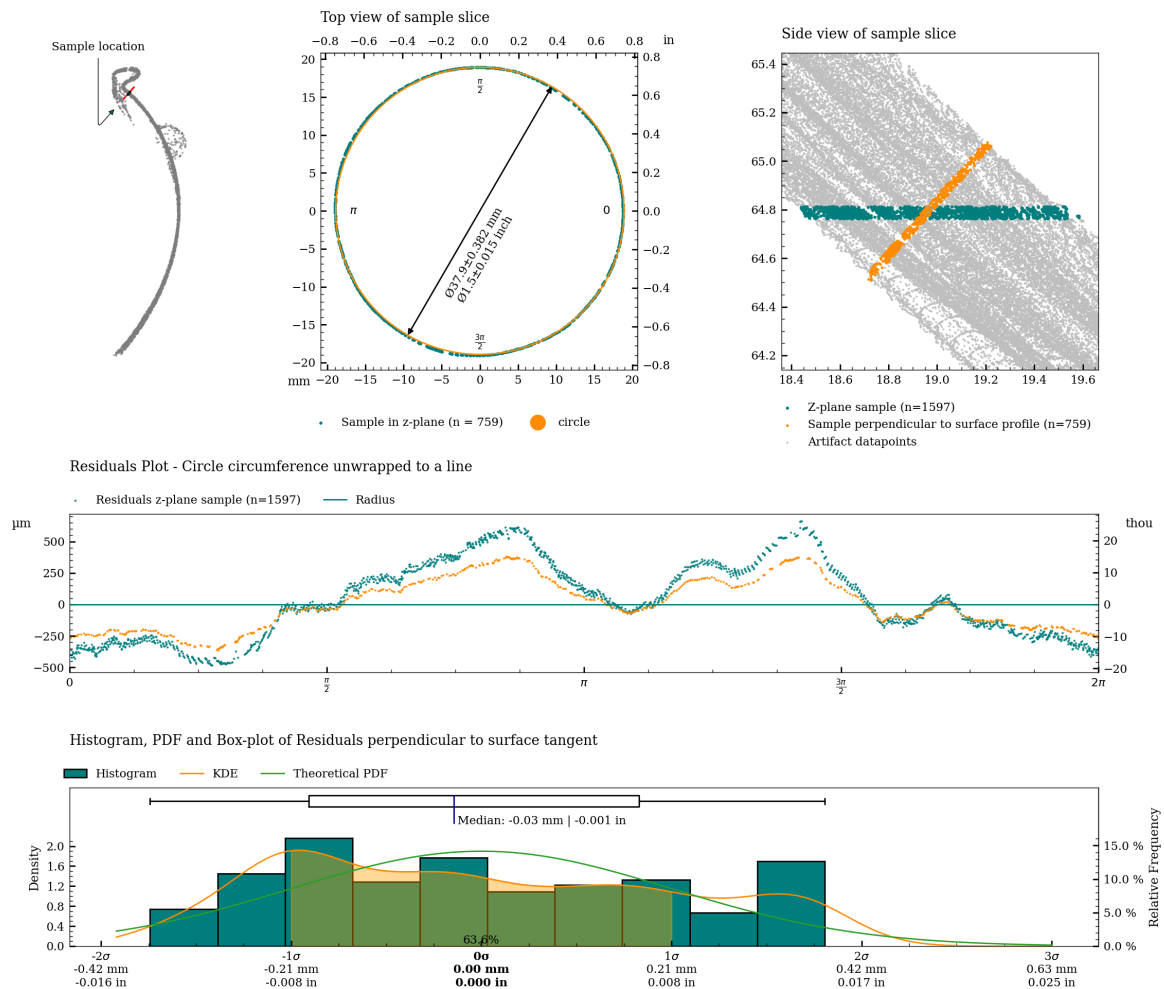 Sample location
Top view of sample slice
−0.8 −0.6 −0.4 −0.2 0.0 0.2 0.4 0.6 0.8 in
20 15 10 5 0 −5 −10 −15 −20
0.8 0.6 0.4 0.2 0.0 −0.2 −0.4 −0.6 −0.8
π/2
π
0
3π/2
Ø37.9±0.382 mm
Ø1.5±0.015 inch
mm −20 −15 −10 −5 0 5 10 15 20
Sample in z-plane (n = 759) circle
Side view of sample slice
65.4
65.2
65.0
64.8
64.6
64.4
64.2
18.4 18.6 18.8 19.0 19.2 19.4 19.6
Z-plane sample (n=1597)
Sample perpendicular to surface profile (n=759)
Artifact datapoints
Residuals Plot - Circle circumference unwrapped to a line
Residuals z-plane sample (n=1597) Radius
µm
500
250
0
−250
−500
thou
20
10
0
−10
−20
0 π/2 π 3π/2 2π
Histogram, PDF and Box-plot of Residuals perpendicular to surface tangent
Histogram KDE Theoretical PDF
Median: -0.03 mm | -0.001 in
Density
2.0
1.6
1.2
0.8
0.4
0.0
15.0 %
10.0 %
5.0 %
0.0 %
Relative Frequency
63.6%
-2σ -1σ 0σ 1σ 2σ 3σ
-0.42 mm -0.21 mm 0.00 mm 0.21 mm 0.42 mm 0.63 mm
-0.016 in -0.008 in 0.000 in 0.008 in 0.017 in 0.025 in